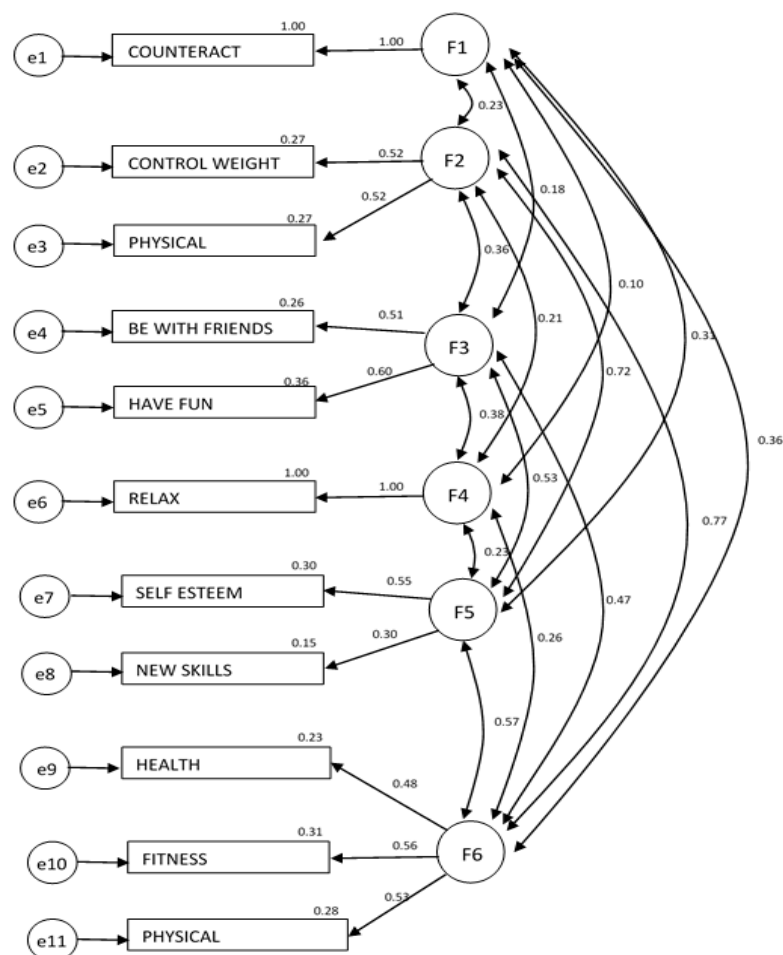 1.00
e1 COUNTERACT 1.00 F1
0.23
0.27
e2 CONTROL WEIGHT 0.52 F2
0.52 0.18
0.27
e3 PHYSICAL 0.36
0.10
0.26
e4 BE WITH FRIENDS 0.51 0.21
F3 0.31
0.60 0.72
0.36
e5 HAVE FUN 0.38
0.36
1.00 0.53
e6 RELAX 1.00 F4
0.77
0.23
0.30
e7 SELF ESTEEM 0.55 0.47
F5
0.30 0.26
0.15
e8 NEW SKILLS
0.57
0.23
e9 HEALTH
0.48
0.31
e10 FITNESS 0.56 F6
0.53
0.28
e11 PHYSICAL